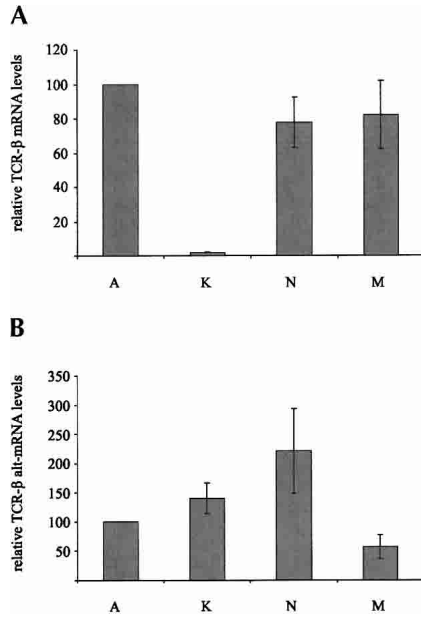 A
relative TCR-β mRNA levels
120
100
80
60
40
20
A K N M
B
relative TCR-β alt-mRNA levels
350
300
250
200
150
100
50
A K N M